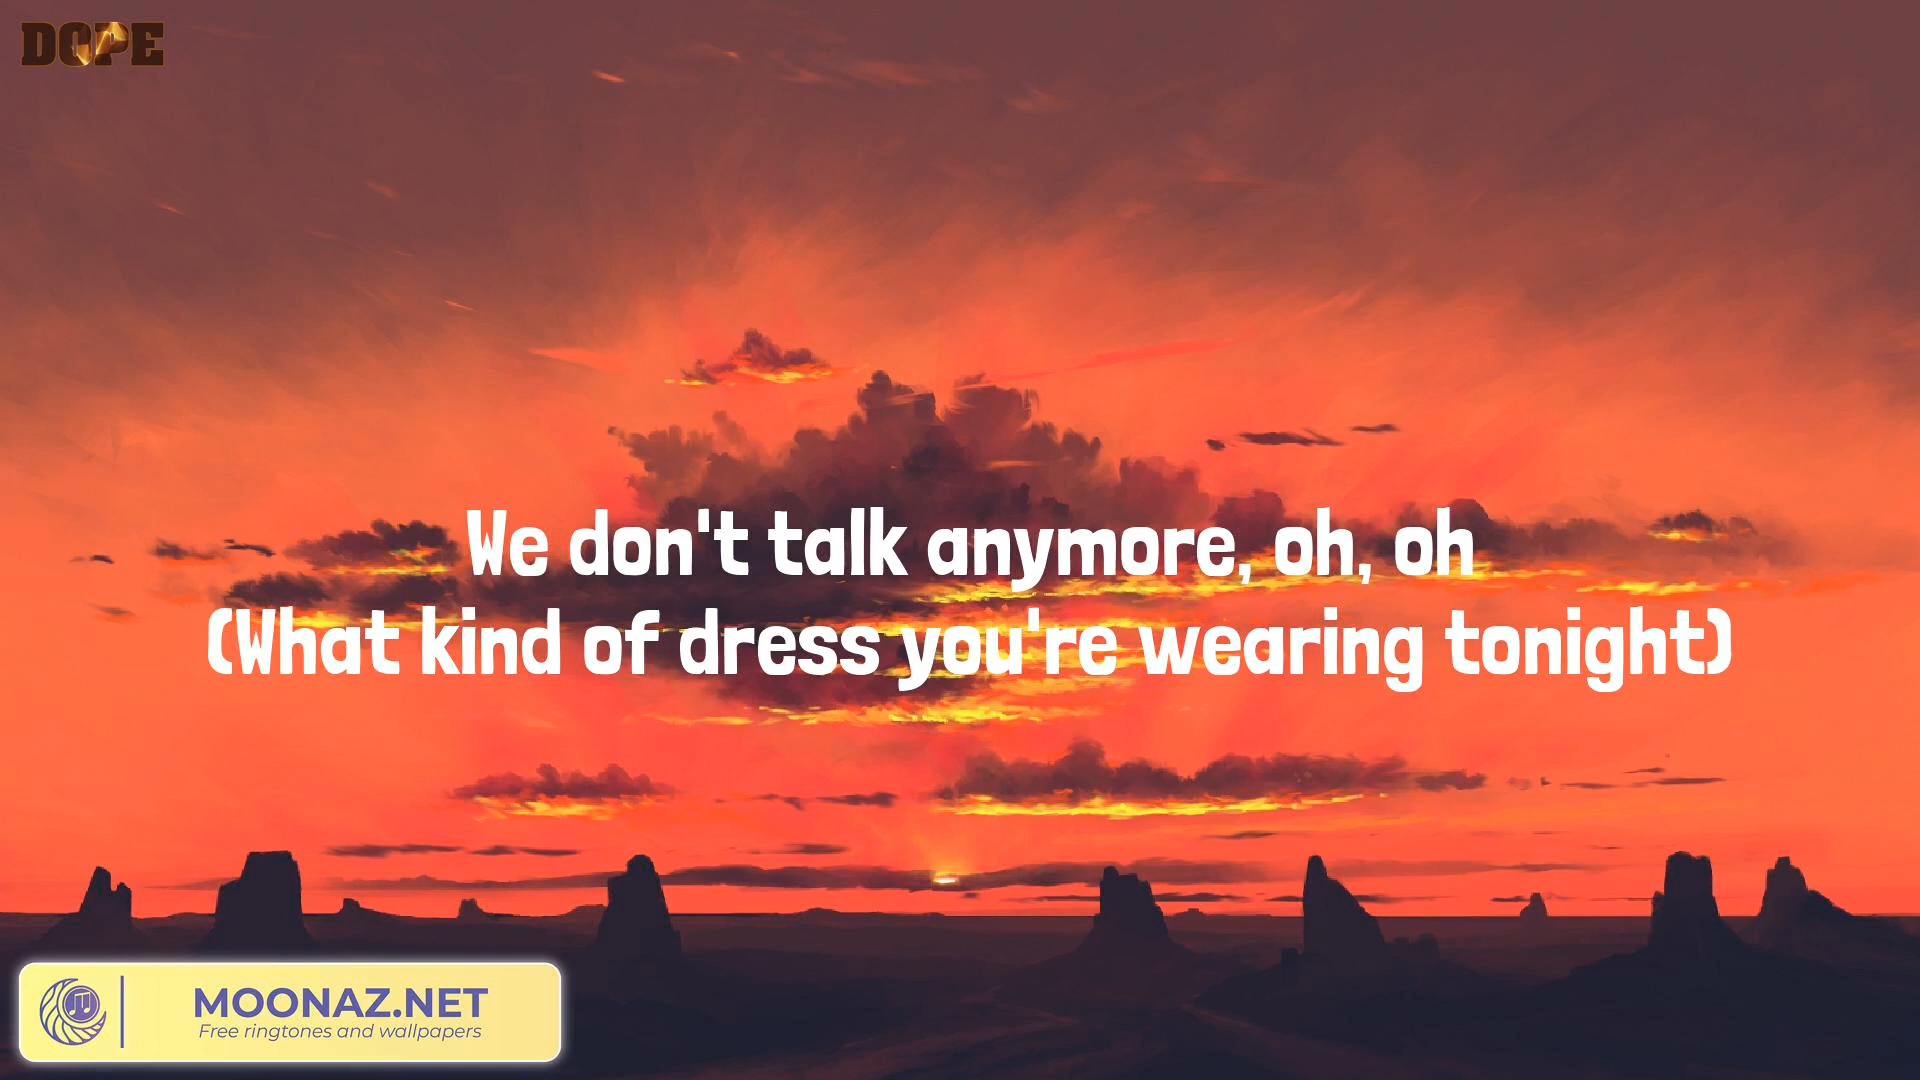 DOPE
We don't talk anymore, oh, oh
(What kind of dress you're wearing tonight)
MOONAZ.NET
Free ringtones and wallpapers